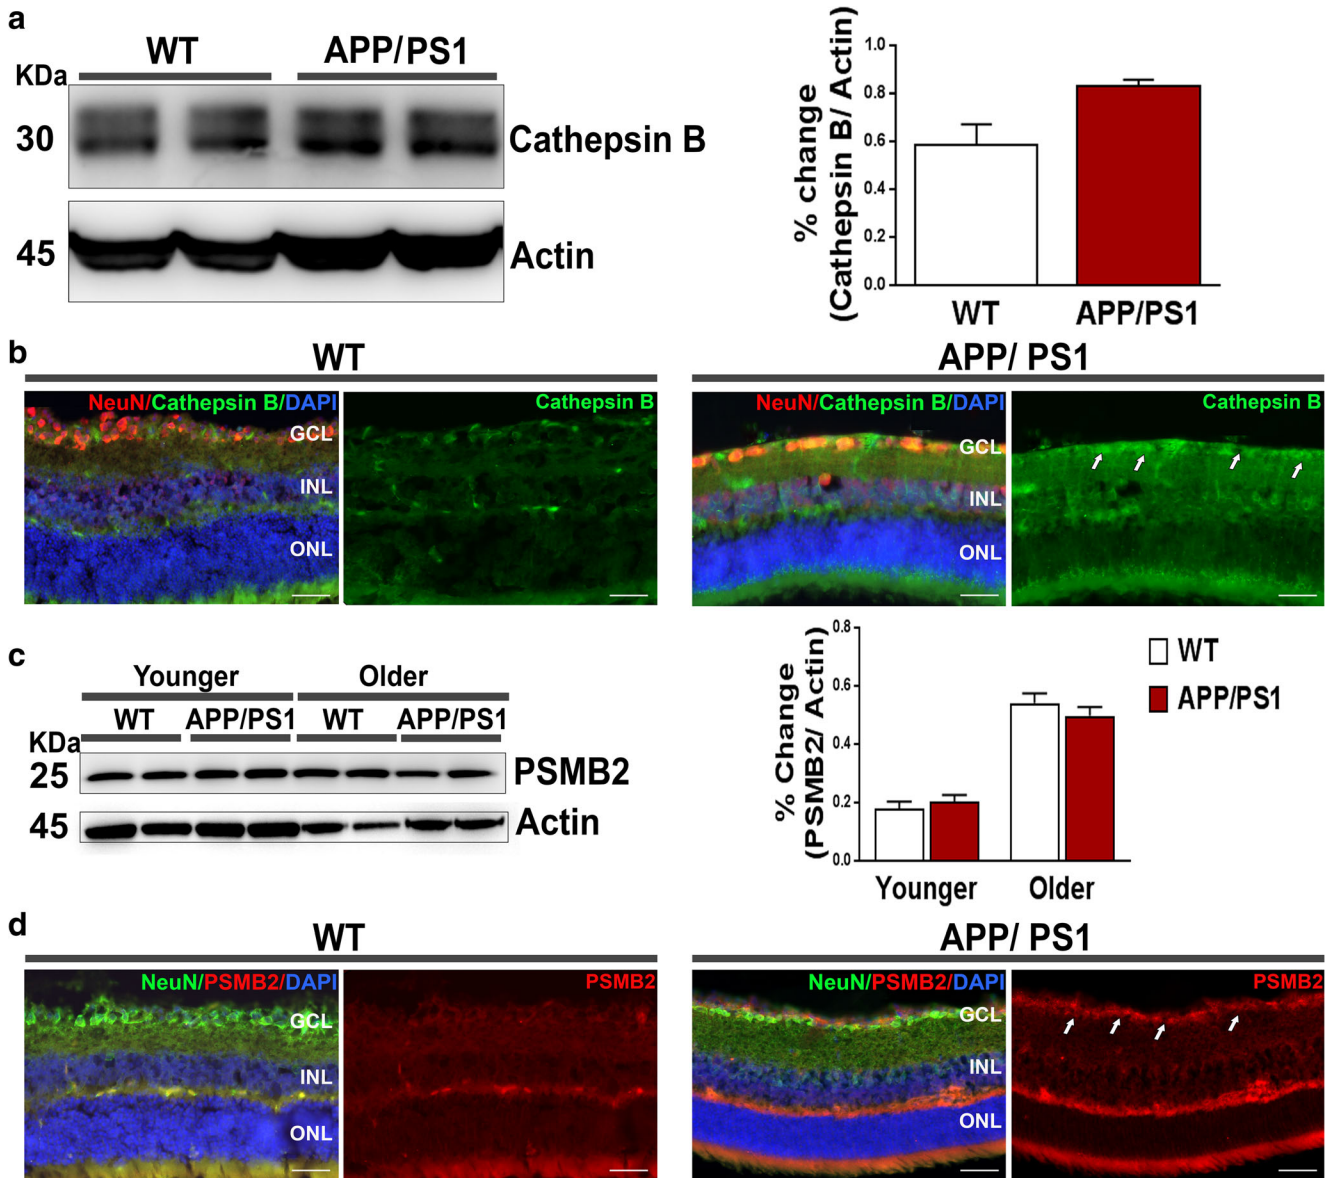 a
WT
APP/PS1
KDa
30
Cathepsin B
45
Actin
% change
(Cathepsin B/ Actin)
1.0
0.8
0.6
0.4
0.2
0.0
WT
APP/PS1
b
WT
APP/ PS1
NeuN/Cathepsin B/DAPI
GCL
INL
ONL
Cathepsin B
NeuN/Cathepsin B/DAPI
GCL
INL
ONL
Cathepsin B
c
Younger
Older
WT
APP/PS1
WT
APP/PS1
KDa
25
PSMB2
45
Actin
% Change
(PSMB2/ Actin)
0.8
0.6
0.4
0.2
0.0
Younger
Older
WT
APP/PS1
d
WT
APP/ PS1
NeuN/PSMB2/DAPI
GCL
INL
ONL
PSMB2
NeuN/PSMB2/DAPI
GCL
INL
ONL
PSMB2